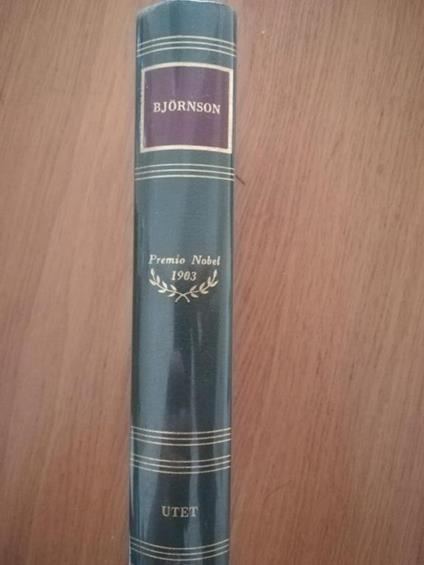 BJÖRNSON
Premio Nobel
1903
UTET